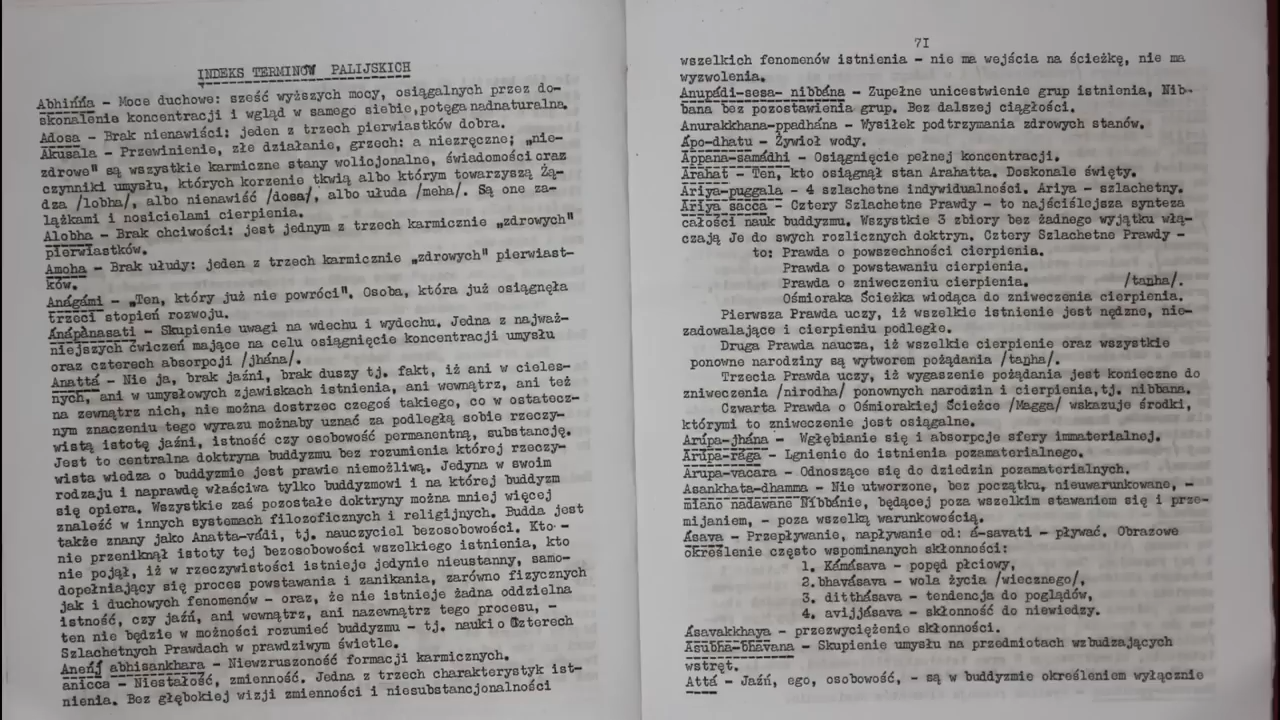 INDEKS TERMINÓW PALIJSKICH
Abhińńa - Moce duchowe: sześć wyższych mocy, osiągalnych przez do-
skonalenie koncentracji i wgląd w samego siebie,potęga nadnaturalna.
Adosa - Brak nienawiści: jeden z trzech pierwiastków dobra.
Akusala - Przewinienie, złe działanie, grzech: a niezręczne; „nie-
zdrowe" są wszystkie karmiczne stany wolicjonalne, świadomości oraz
czynniki umysłu, których korzenie tkwią albo którym towarzyszą Żą-
dza /lobha/, albo nienawiść /dosa/, albo ułuda /meha/. Są one za-
lążkami i nosicielami cierpienia.
Alobha - Brak chciwości: jest jednym z trzech karmicznie „zdrowych"
pierwiastków.
Amoha - Brak ułudy: jeden z trzech karmicznie „zdrowych" pierwiast-
ków.
Anágámi - „Ten, który już nie powróci". Osoba, która już osiągnęła
trzeci stopień rozwoju.
Ánápánasati - Skupienie uwagi na wdechu i wydechu. Jedna z najważ-
niejszych ćwiczeń mające na celu osiągnięcie koncentracji umysłu
oraz czterech absorpcji /jhána/.
Anattá - Nie ja, brak jaźni, brak duszy tj. fakt, iż ani w cieles-
nych, ani w umysłowych zjawiskach istnienia, ani wewnątrz, ani też
na zewnątrz nich, nie można dostrzec czegoś takiego, co w ostatecz-
nym znaczeniu tego wyrazu możnaby uznać za podległą sobie rzeczy-
wistą istotę jaźni, istność czy osobowość permanentną, substancję.
Jest to centralna doktryna buddyzmu bez rozumienia której rzeczy-
wista wiedza o buddyzmie jest prawie niemożliwą. Jedyna w swoim
rodzaju i naprawdę właściwa tylko buddyzmowi i na której buddyzm
się opiera. Wszystkie zaś pozostałe doktryny można mniej więcej
znaleść w innych systemach filozoficznych i religijnych. Budda jest
także znany jako Anatta-vádi, tj. nauczyciel bezosobowości. Kto -
nie przeniknął istoty tej bezosobowości wszelkiego istnienia, kto
nie pojął, iż w rzeczywistości istnieje jedynie nieustanny, samo-
dopełniający się proces powstawania i zanikania, zarówno fizycznych
jak i duchowych fenomenów - oraz, że nie istnieje żadna oddzielna
istność, czy jaźń, ani wewnątrz, ani nazewnątrz tego procesu, -
ten nie będzie w możności rozumieć buddyzmu - tj. nauki o Czterech
Szlachetnych Prawdach w prawdziwym świetle.
Aneńj abhisankhara - Niewzruszoność formacji karmicznych.
anicca - Niestałość, zmienność. Jedna z trzech charakterystyk ist-
nienia. Bez głębokiej wizji zmienności i niesubstancjonalności
71
wszelkich fenomenów istnienia - nie ma wejścia na ścieżkę, nie ma
wyzwolenia.
Anupádi-sesa- nibbána - Zupełne unicestwienie grup istnienia, Nib-
bana bez pozostawienia grup. Bez dalszej ciągłości.
Anurakkhana-ppadhána - Wysiłek podtrzymania zdrowych stanów.
Ápo-dhatu - Żywioł wody.
Appana-samádhi - Osiągnięcie pełnej koncentracji.
Arahat - Ten, kto osiągnął stan Arahatta. Doskonale święty.
Ariya-puggala - 4 szlachetne indywidualności. Ariya - szlachetny.
Ariya sacca - Cztery Szlachetne Prawdy - to najściślejsza synteza
całości nauk buddyzmu. Wszystkie 3 zbiory bez żadnego wyjątku włą-
czają Je do swych rozlicznych doktryn. Cztery Szlachetne Prawdy -
to: Prawda o powszechności cierpienia.
Prawda o powstawaniu cierpienia.
Prawda o zniweczeniu cierpienia. /tanha/.
Ośmioraka Ścieżka wiodąca do zniweczenia cierpienia.
Pierwsza Prawda uczy, iż wszelkie istnienie jest nędzne, nie-
zadowalające i cierpieniu podległe.
Druga Prawda naucza, iż wszelkie cierpienie oraz wszystkie
ponowne narodziny są wytworem pożądania /tanha/.
Trzecia Prawda uczy, iż wygaszenie pożądania jest konieczne do
zniweczenia /nirodha/ ponownych narodzin i cierpienia,tj. nibbana.
Czwarta Prawda o Ośmiorakiej Ścieżce /Magga/ wskazuje środki,
którymi to zniweczenie jest osiągalne.
Arúpa-jhána - Wgłębianie się i absorpcje sfery immaterialnej.
Arúpa-rága - Lgnienie do istnienia pozamaterialnego.
Arupa-vacara - Odnoszące się do dziedzin pozamaterialnych.
Asankhata-dhamma - Nie utworzone, bez początku, nieuwarunkowane, -
miano nadawane Nibbánie, będącej poza wszelkim stawaniem się i prze-
mijaniem, - poza wszelką warunkowością.
Ásava - Przepływanie, napływanie od: á-savati - pływać. Obrazowe
określenie często wspominanych skłonności:
1. Kámásava - popęd płciowy,
2. bhavásava - wola życia /wiecznego/,
3. ditthásava - tendencja do poglądów,
4. avijjásava - skłonność do niewiedzy.
Ásavakkhaya - przezwyciężenie skłonności.
Asubha-bhávana - Skupienie umysłu na przedmiotach wzbudzających
wstręt.
Attá - Jaźń, ego, osobowość, - są w buddyzmie określeniem wyłącznie